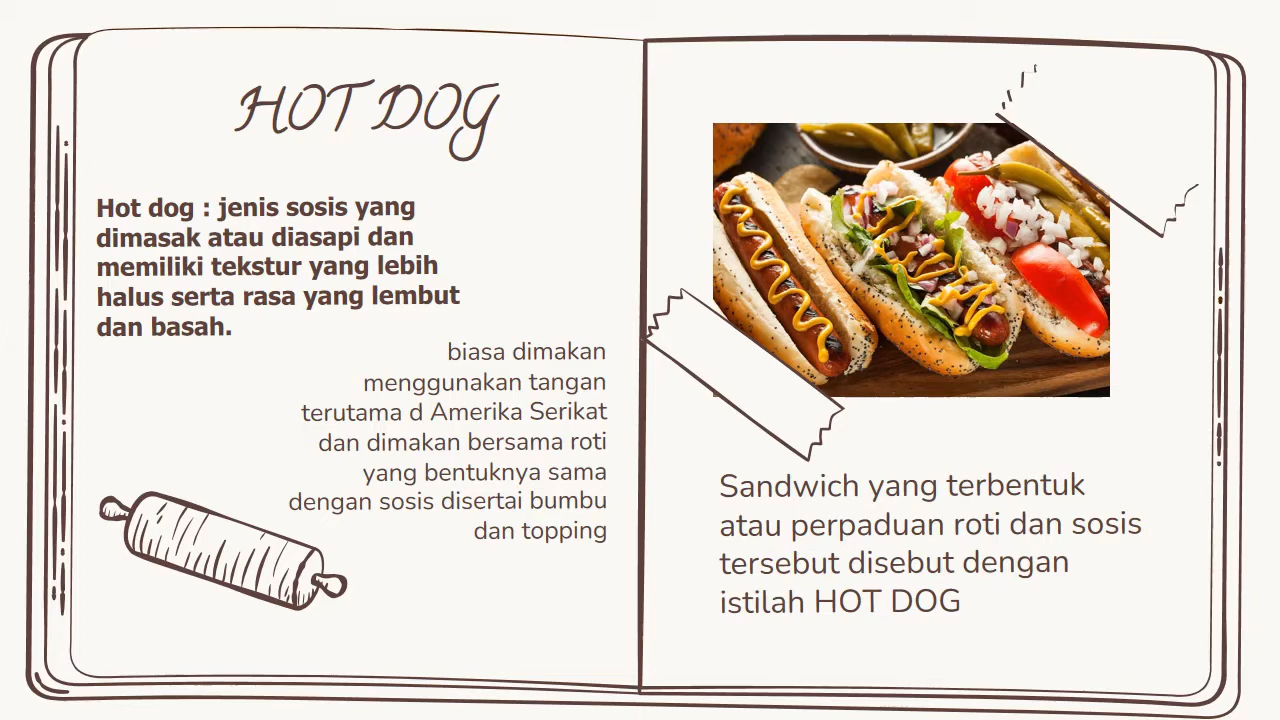 HOT DOG
Hot dog : jenis sosis yang
dimasak atau diasapi dan
memiliki tekstur yang lebih
halus serta rasa yang lembut
dan basah.
biasa dimakan
menggunakan tangan
terutama d Amerika Serikat
dan dimakan bersama roti
yang bentuknya sama
dengan sosis disertai bumbu
dan topping
Sandwich yang terbentuk
atau perpaduan roti dan sosis
tersebut disebut dengan
istilah HOT DOG